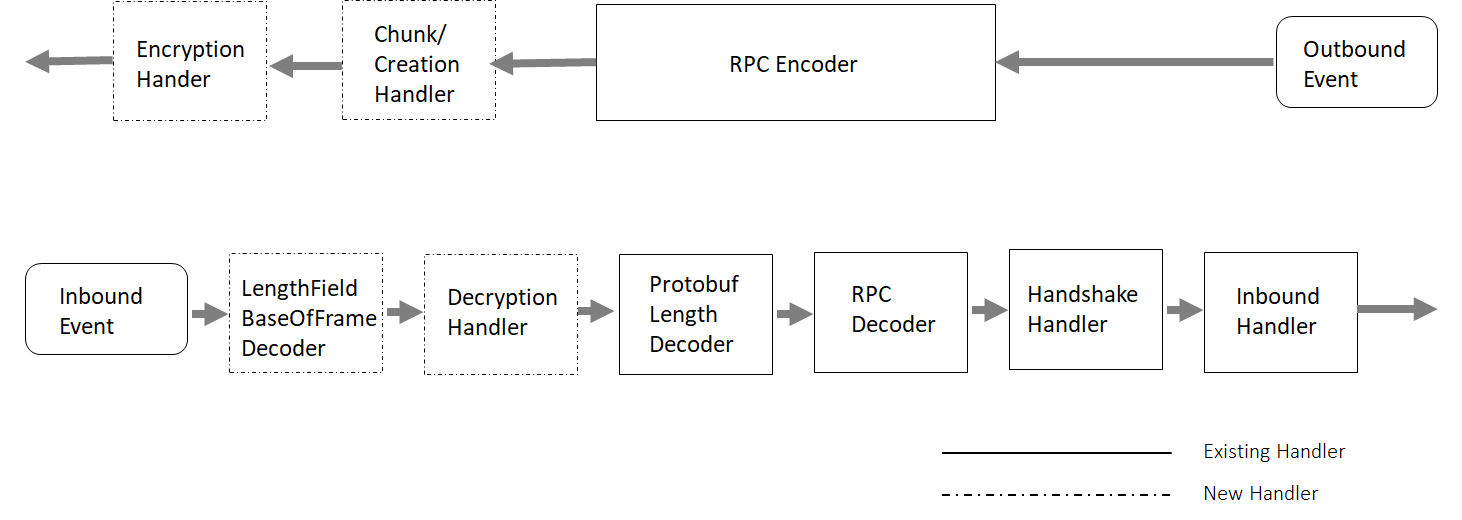 Encryption
Hander
Chunk/
Creation
Handler
RPC Encoder
Outbound
Event
Inbound
Event
LengthField
BaseOfFrame
Decoder
Decryption
Handler
Protobuf
Length
Decoder
RPC
Decoder
Handshake
Handler
Inbound
Handler
Existing Handler
New Handler